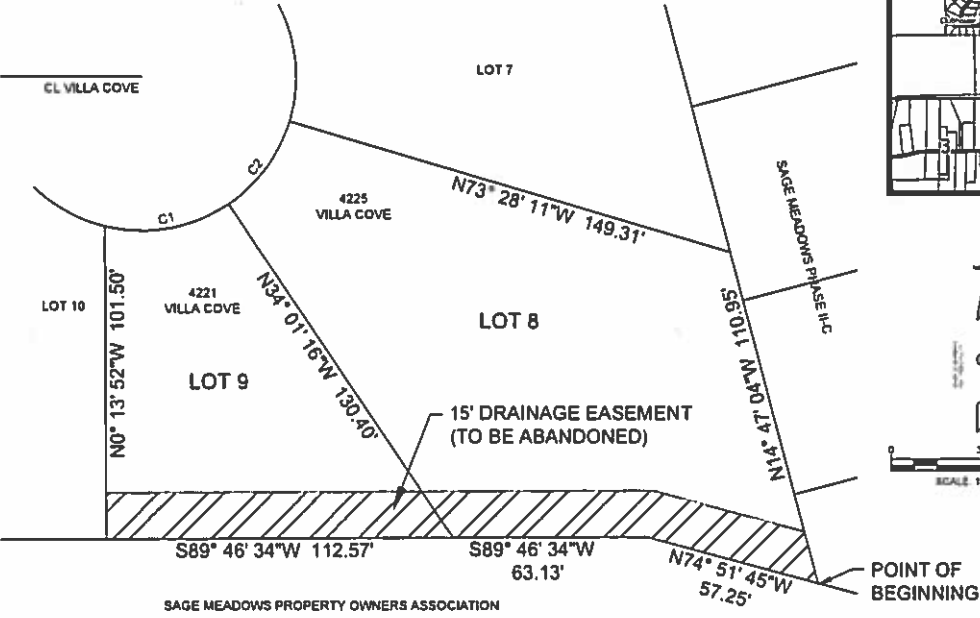 CL VILLA COVE
LOT 7
C2
C1
4225
VILLA COVE
N73° 28' 11"W 149.31'
SAGE MEADOWS PHASE II-C
LOT 10
N0° 13' 52"W 101.50'
4221
VILLA COVE
N34° 01' 16"W 130.40'
LOT 8
N14° 47' 04"W 110.95'
LOT 9
15' DRAINAGE EASEMENT
(TO BE ABANDONED)
S89° 46' 34"W 112.57'
S89° 46' 34"W
63.13'
N74° 51' 45"W
57.25'
POINT OF
BEGINNING
SAGE MEADOWS PROPERTY OWNERS ASSOCIATION
3
0
SCALE